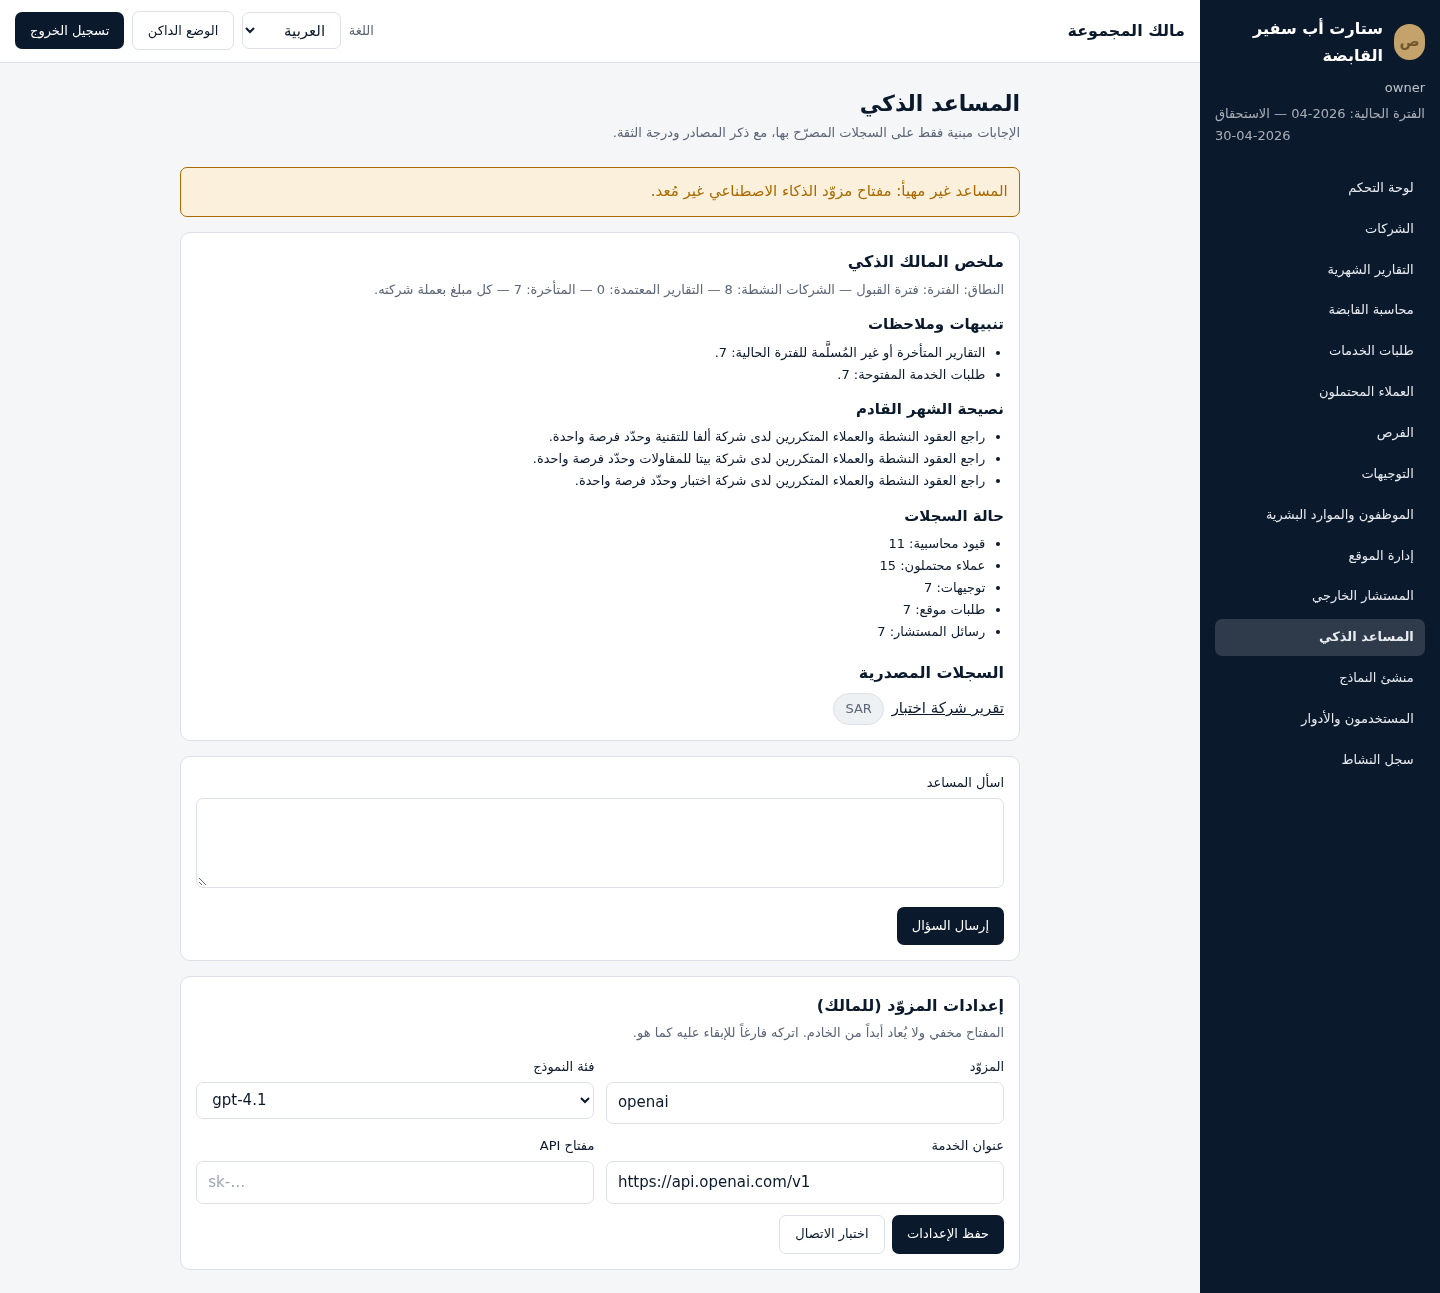 ص
ستارت أب سفير
القابضة
owner
الفترة الحالية: 2026-04 — الاستحقاق
2026-04-30
لوحة التحكم
الشركات
التقارير الشهرية
محاسبة القابضة
طلبات الخدمات
العملاء المحتملون
الفرص
التوجيهات
الموظفون والموارد البشرية
إدارة الموقع
المستشار الخارجي
المساعد الذكي
منشئ النماذج
المستخدمون والأدوار
سجل النشاط
مالك المجموعة
اللغة
العربية
الوضع الداكن
تسجيل الخروج
المساعد الذكي
الإجابات مبنية فقط على السجلات المصرّح بها، مع ذكر المصادر ودرجة الثقة.
المساعد غير مهيأ: مفتاح مزوّد الذكاء الاصطناعي غير مُعد.
ملخص المالك الذكي
النطاق: الفترة: فترة القبول — الشركات النشطة: 8 — التقارير المعتمدة: 0 — المتأخرة: 7 — كل مبلغ بعملة شركته.
تنبيهات وملاحظات
• التقارير المتأخرة أو غير المُسلَّمة للفترة الحالية: 7.
• طلبات الخدمة المفتوحة: 7.
نصيحة الشهر القادم
• راجع العقود النشطة والعملاء المتكررين لدى شركة ألفا للتقنية وحدّد فرصة واحدة.
• راجع العقود النشطة والعملاء المتكررين لدى شركة بيتا للمقاولات وحدّد فرصة واحدة.
• راجع العقود النشطة والعملاء المتكررين لدى شركة اختبار وحدّد فرصة واحدة.
حالة السجلات
• قيود محاسبية: 11
• عملاء محتملون: 15
• توجيهات: 7
• طلبات موقع: 7
• رسائل المستشار: 7
السجلات المصدرية
تقرير شركة اختبار SAR
اسأل المساعد
إرسال السؤال
إعدادات المزوّد (للمالك)
المفتاح مخفي ولا يُعاد أبداً من الخادم. اتركه فارغاً للإبقاء عليه كما هو.
المزوّد
openai
فئة النموذج
gpt-4.1
عنوان الخدمة
https://api.openai.com/v1
مفتاح API
sk-...
حفظ الإعدادات
اختبار الاتصال